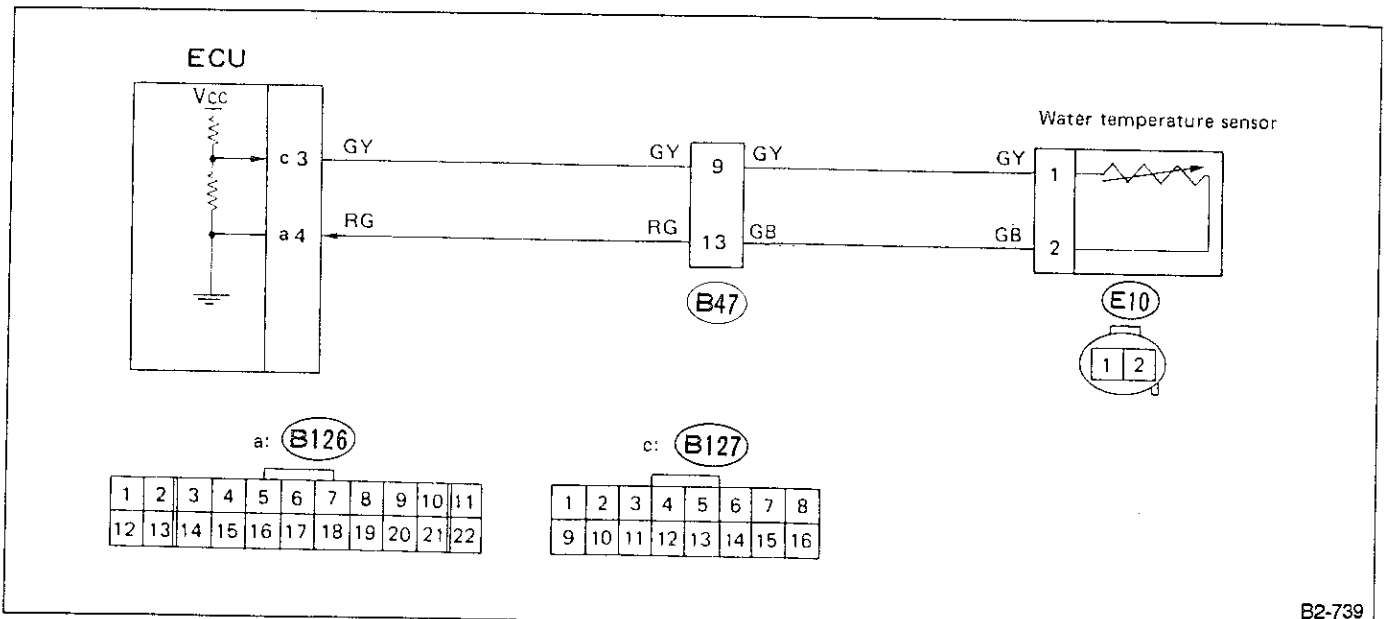 ECU
Vcc
Water temperature sensor
c 3 GY GY 9 GY GY 1
a 4 RG RG 13 GB GB 2
B47
E10
1 2
a: B126
c: B127
1 2 3 4 5 6 7 8 9 10 11
12 13 14 15 16 17 18 19 20 21 22
1 2 3 4 5 6 7 8
9 10 11 12 13 14 15 16
B2-739